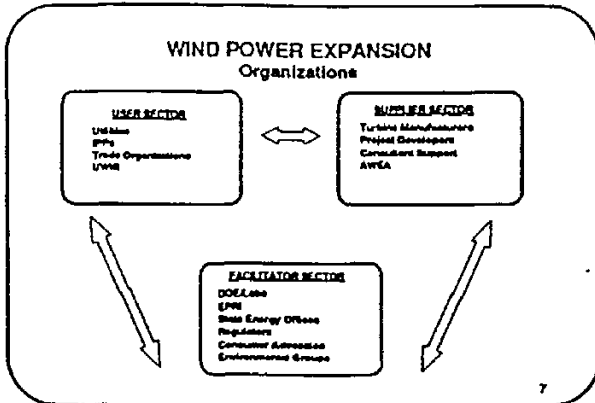 WIND POWER EXPANSION
Organizations
USER SECTOR
Utilities
IPPs
Trade Organizations
UWIG
SUPPLIER SECTOR
Turbine Manufacturers
Project Developers
Consultant Support
AWEA
FACILITATOR SECTOR
DOE/Labs
EPRI
State Energy Offices
Regulators
Consumer Advocates
Environmental Groups
7